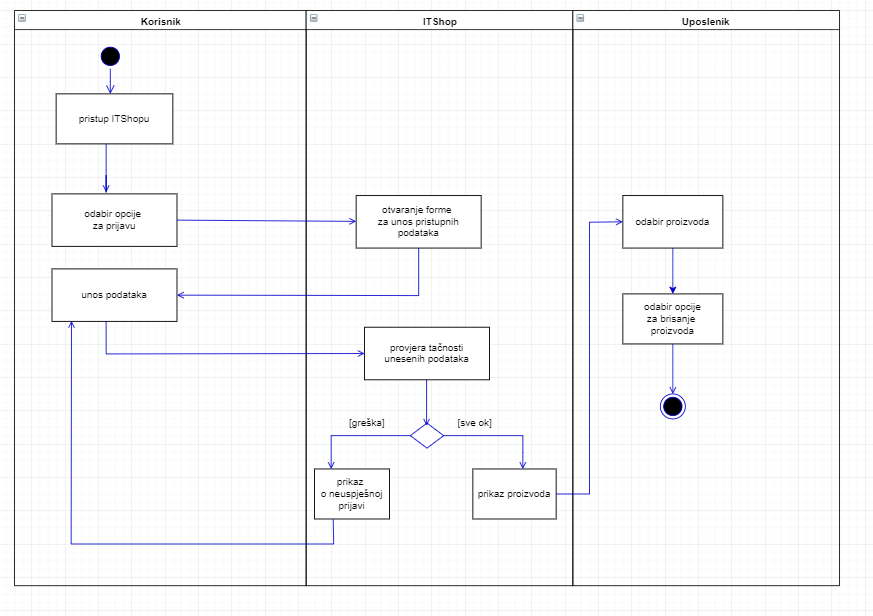 Korisnik
ITShop
Uposlenik
pristup ITShopu
odabir opcije
za prijavu
otvaranje forme
za unos pristupnih
podataka
odabir proizvoda
unos podataka
odabir opcije
za brisanje
proizvoda
provjera tačnosti
unesenih podataka
[greška]
[sve ok]
prikaz
o neuspješnoj
prijavi
prikaz proizvoda